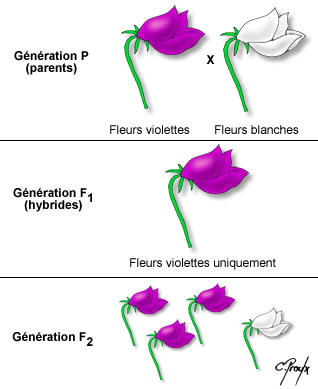 Génération P
(parents)
X
Fleurs violettes
Fleurs blanches
Génération F1
(hybrides)
Fleurs violettes uniquement
Génération F2